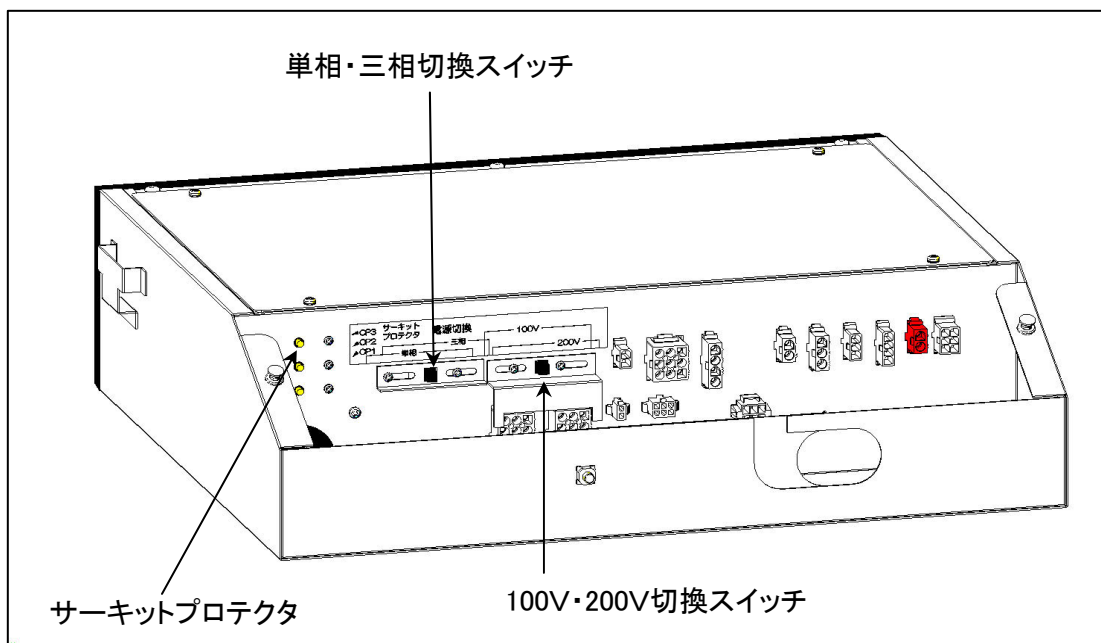 単相・三相切換スイッチ
CP3 サーキット
プロテクタ
電源切換
CP2
CP1
単相
三相
100V
200V
サーキットプロテクタ
100V・200V切換スイッチ